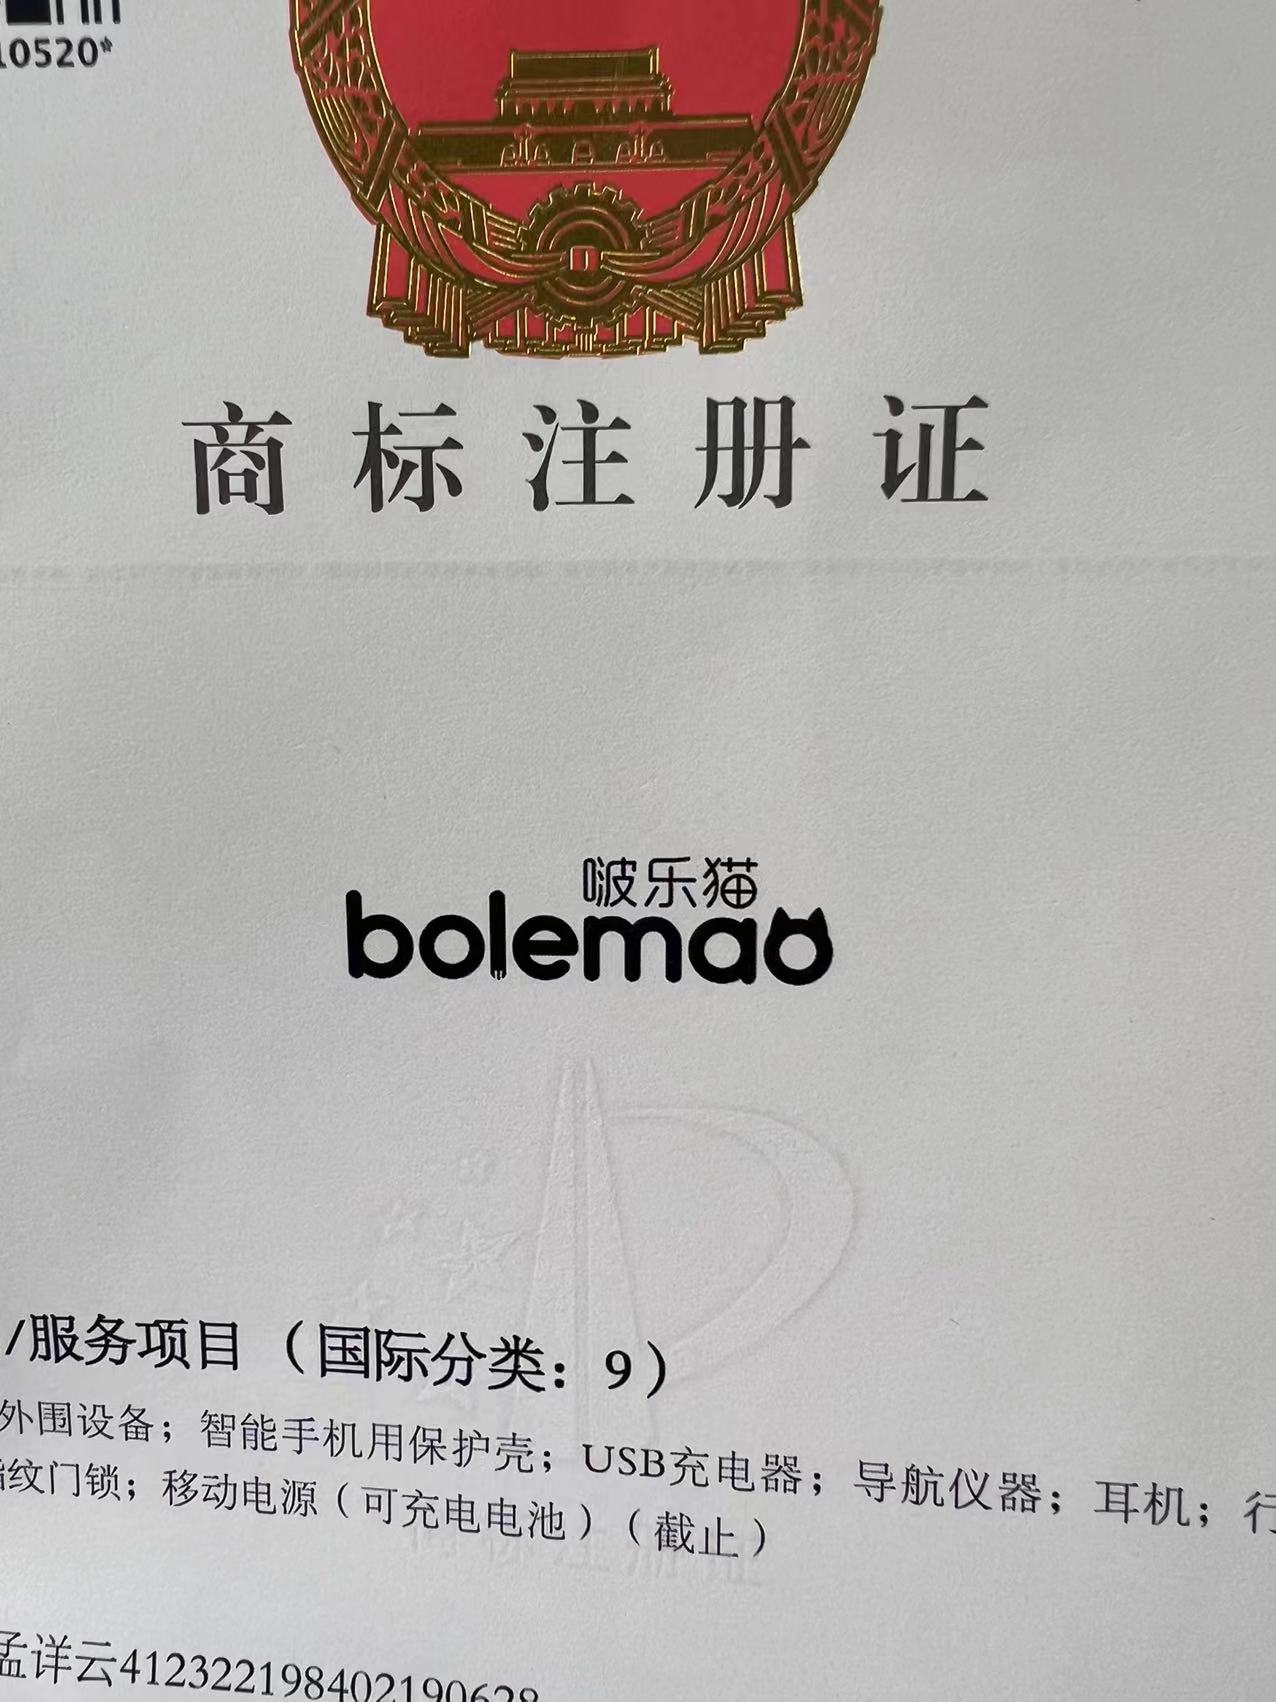 10520*
商标注册证
啵乐猫
bolemao
/服务项目（国际分类：9）
外围设备；智能手机用保护壳；USB充电器；导航仪器；耳机；行
纹门锁；移动电源（可充电电池）（截止）
孟详云412322198402190628